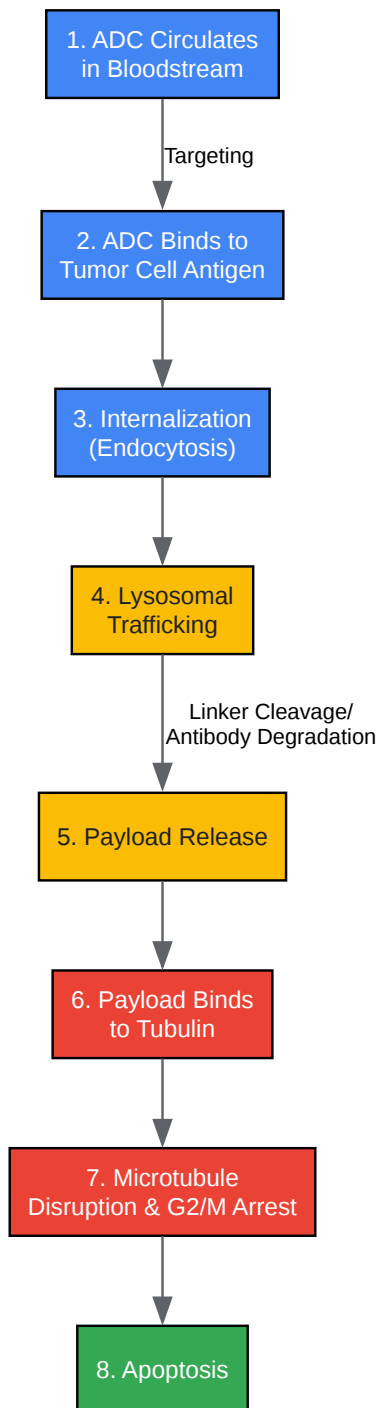 1. ADC Circulates
in Bloodstream
Targeting
2. ADC Binds to
Tumor Cell Antigen
3. Internalization
(Endocytosis)
4. Lysosomal
Trafficking
Linker Cleavage/
Antibody Degradation
5. Payload Release
6. Payload Binds
to Tubulin
7. Microtubule
Disruption & G2/M Arrest
8. Apoptosis